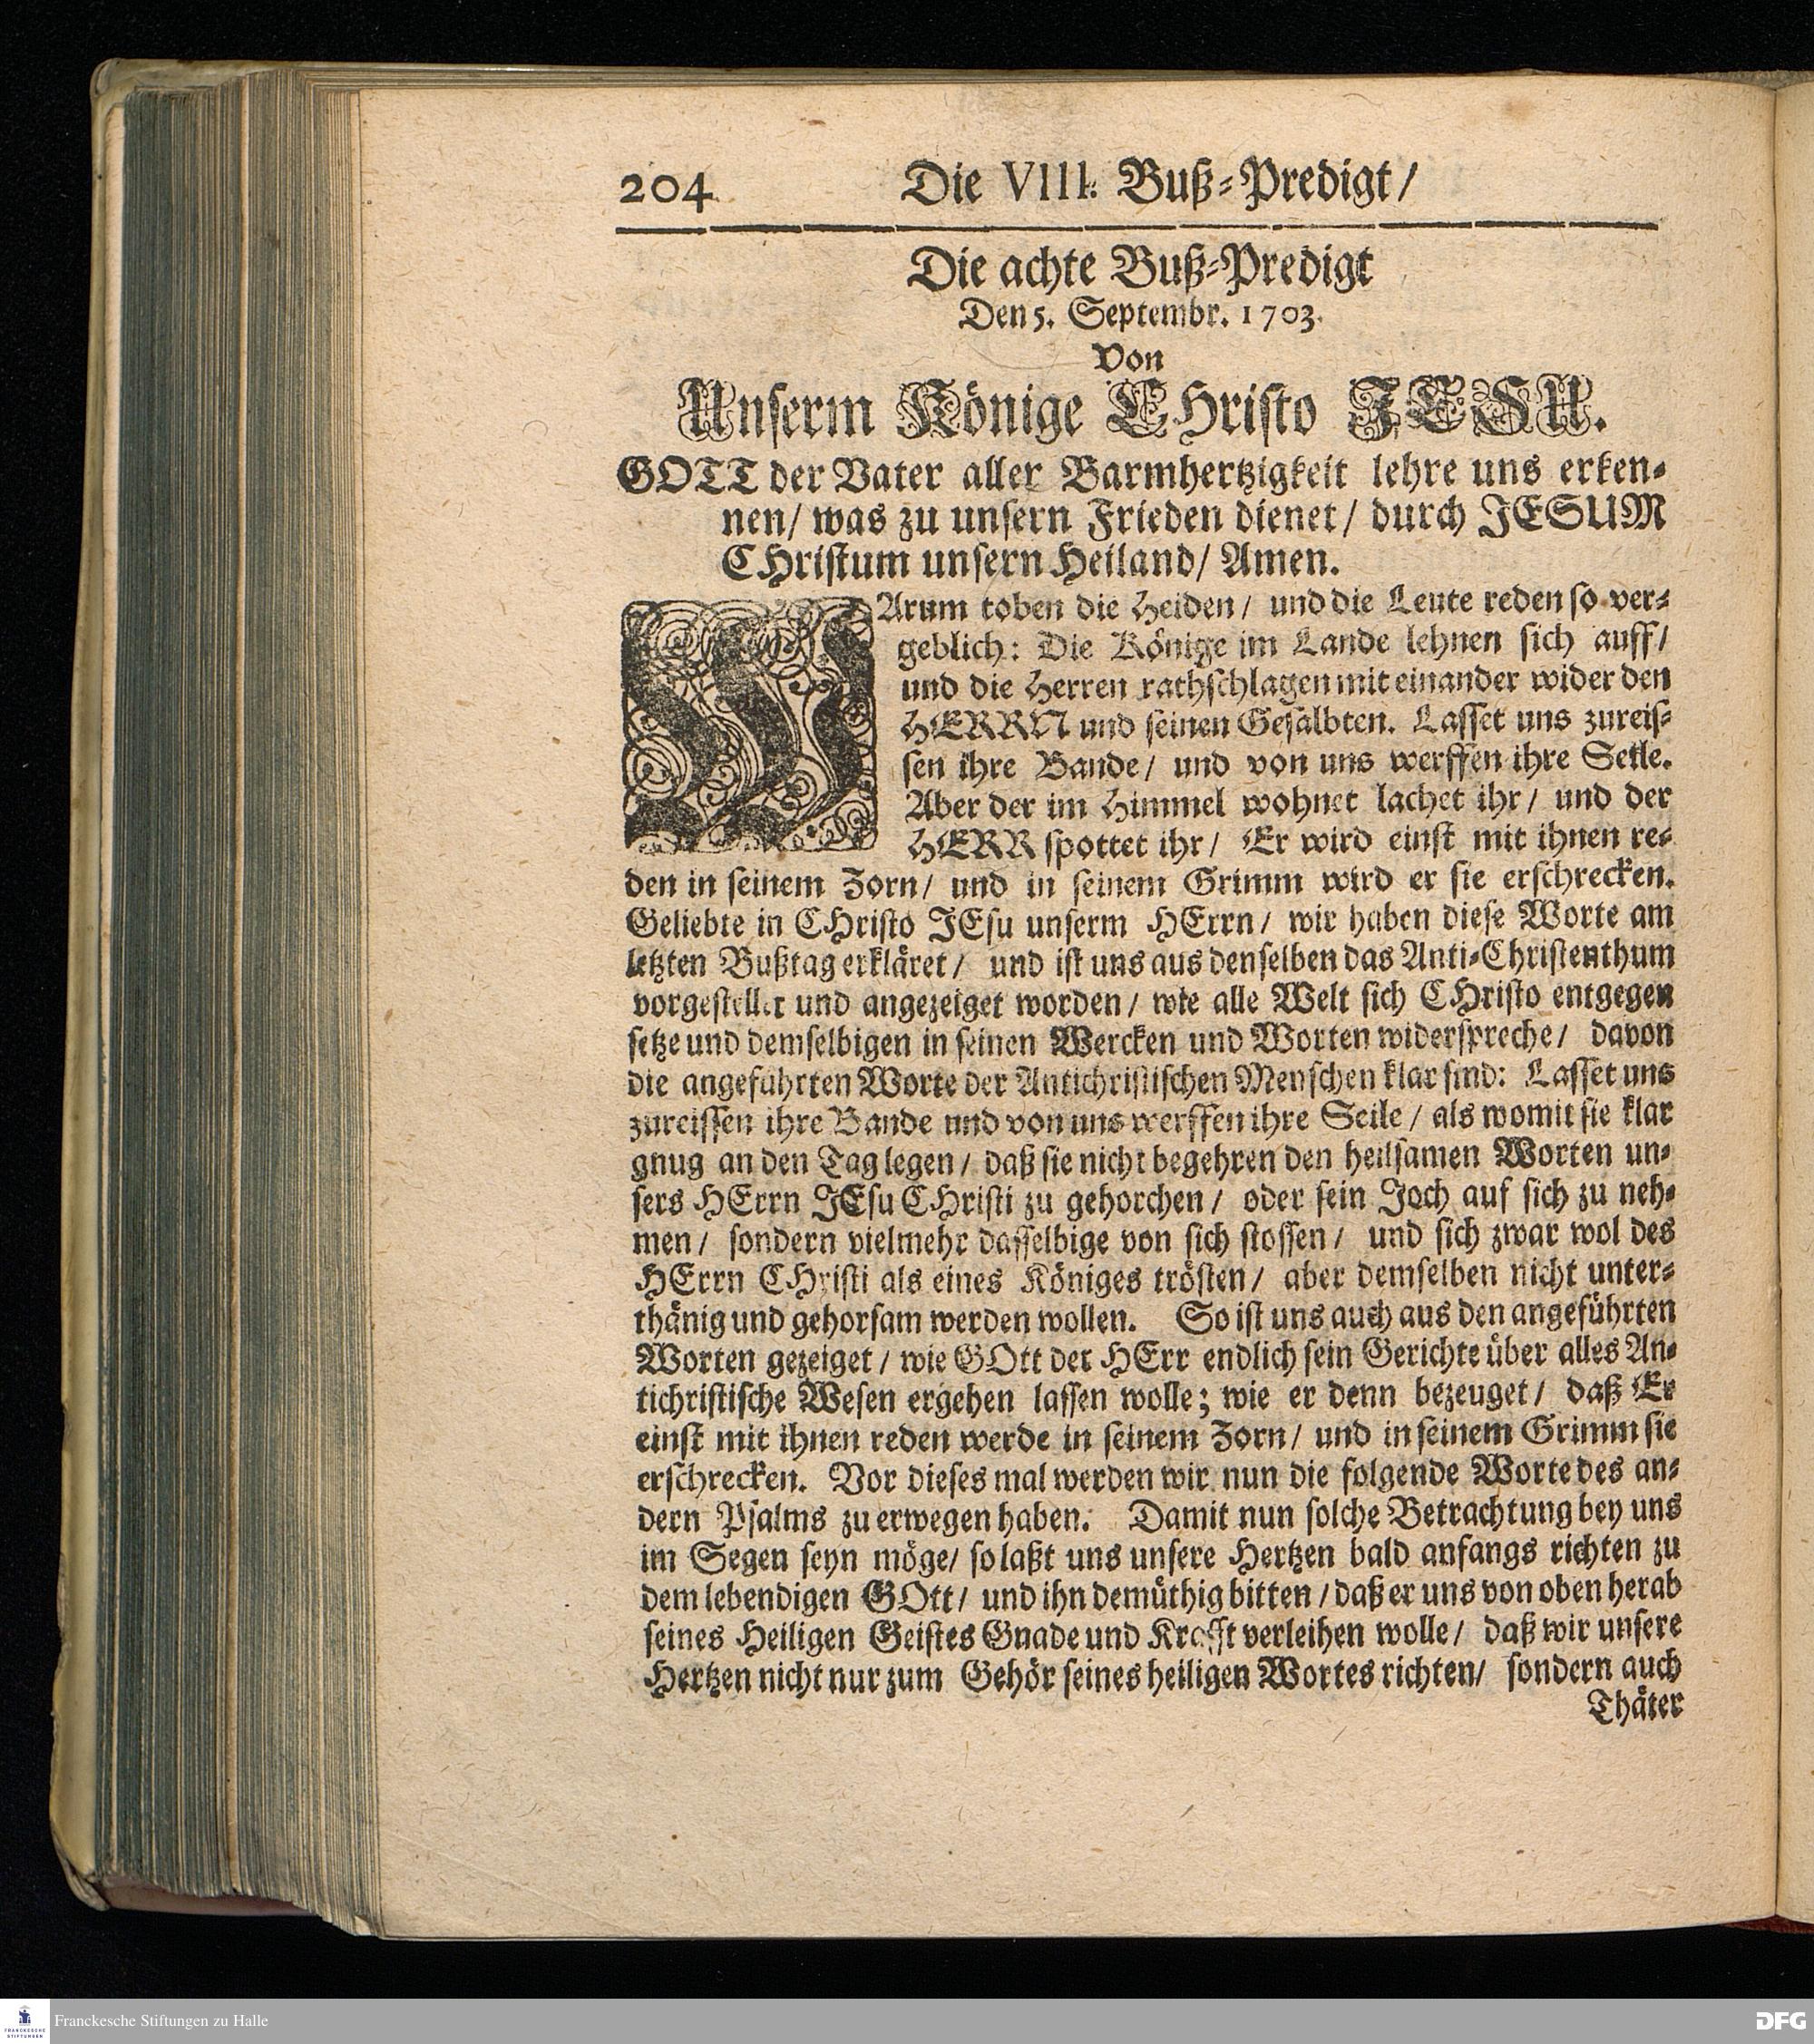 204 Die VIII. Buß-Predigt/
Die achte Buß-Predigt
Den 5. Septembr. 1703.
Von
Unserm Könige CHristo JESU.
GOTT der Vater aller Barmhertzigkeit lehre uns erken-
nen/ was zu unsern Frieden dienet/ durch JESUM
CHristum unsern Heiland/ Amen.
WArum toben die Heiden/ und die Leute reden so ver-
geblich: Die Könige im Lande lehnen sich auff/
und die Herren rathschlagen mit einander wider den
HERRN und seinen Gesalbten. Lasset uns zureis-
sen ihre Bande/ und von uns werffen ihre Seile.
Aber der im Himmel wohnet lachet ihr/ und der
HERR spottet ihr/ Er wird einst mit ihnen re-
den in seinem Zorn/ und in seinem Grimm wird er sie erschrecken.
Geliebte in CHristo JEsu unserm HErrn/ wir haben diese Worte am
letzten Bußtag erkläret/ und ist uns aus denselben das Anti-Christenthum
vorgestellet und angezeiget worden/ wie alle Welt sich CHristo entgegen
setze und demselbigen in seinen Wercken und Worten widerspreche/ davon
die angeführten Worte der Antichristischen Menschen klar sind: Lasset uns
zureissen ihre Bande und von uns werffen ihre Seile/ als womit sie klar
gnug an den Tag legen/ daß sie nicht begehren den heilsamen Worten un-
sers HErrn JEsu CHristi zu gehorchen/ oder sein Joch auf sich zu neh-
men/ sondern vielmehr dasselbige von sich stossen/ und sich zwar wol des
HErrn CHristi als eines Königes trösten/ aber demselben nicht unter-
thänig und gehorsam werden wollen. So ist uns auch aus den angeführten
Worten gezeiget/ wie GOtt der HErr endlich sein Gerichte über alles An-
tichristische Wesen ergehen lassen wolle; wie er denn bezeuget/ daß Er
einst mit ihnen reden werde in seinem Zorn/ und in seinem Grimm sie
erschrecken. Vor dieses mal werden wir nun die folgende Worte des an-
dern Psalms zu erwegen haben. Damit nun solche Betrachtung bey uns
im Segen seyn möge/ so laßt uns unsere Hertzen bald anfangs richten zu
dem lebendigen GOtt/ und ihn demüthig bitten/ daß er uns von oben herab
seines Heiligen Geistes Gnade und Krafft verleihen wolle/ daß wir unsere
Hertzen nicht nur zum Gehör seines heiligen Wortes richten/ sondern auch
Thäter
FRANCKESCHE STIFTUNGEN
Franckesche Stiftungen zu Halle
DFG